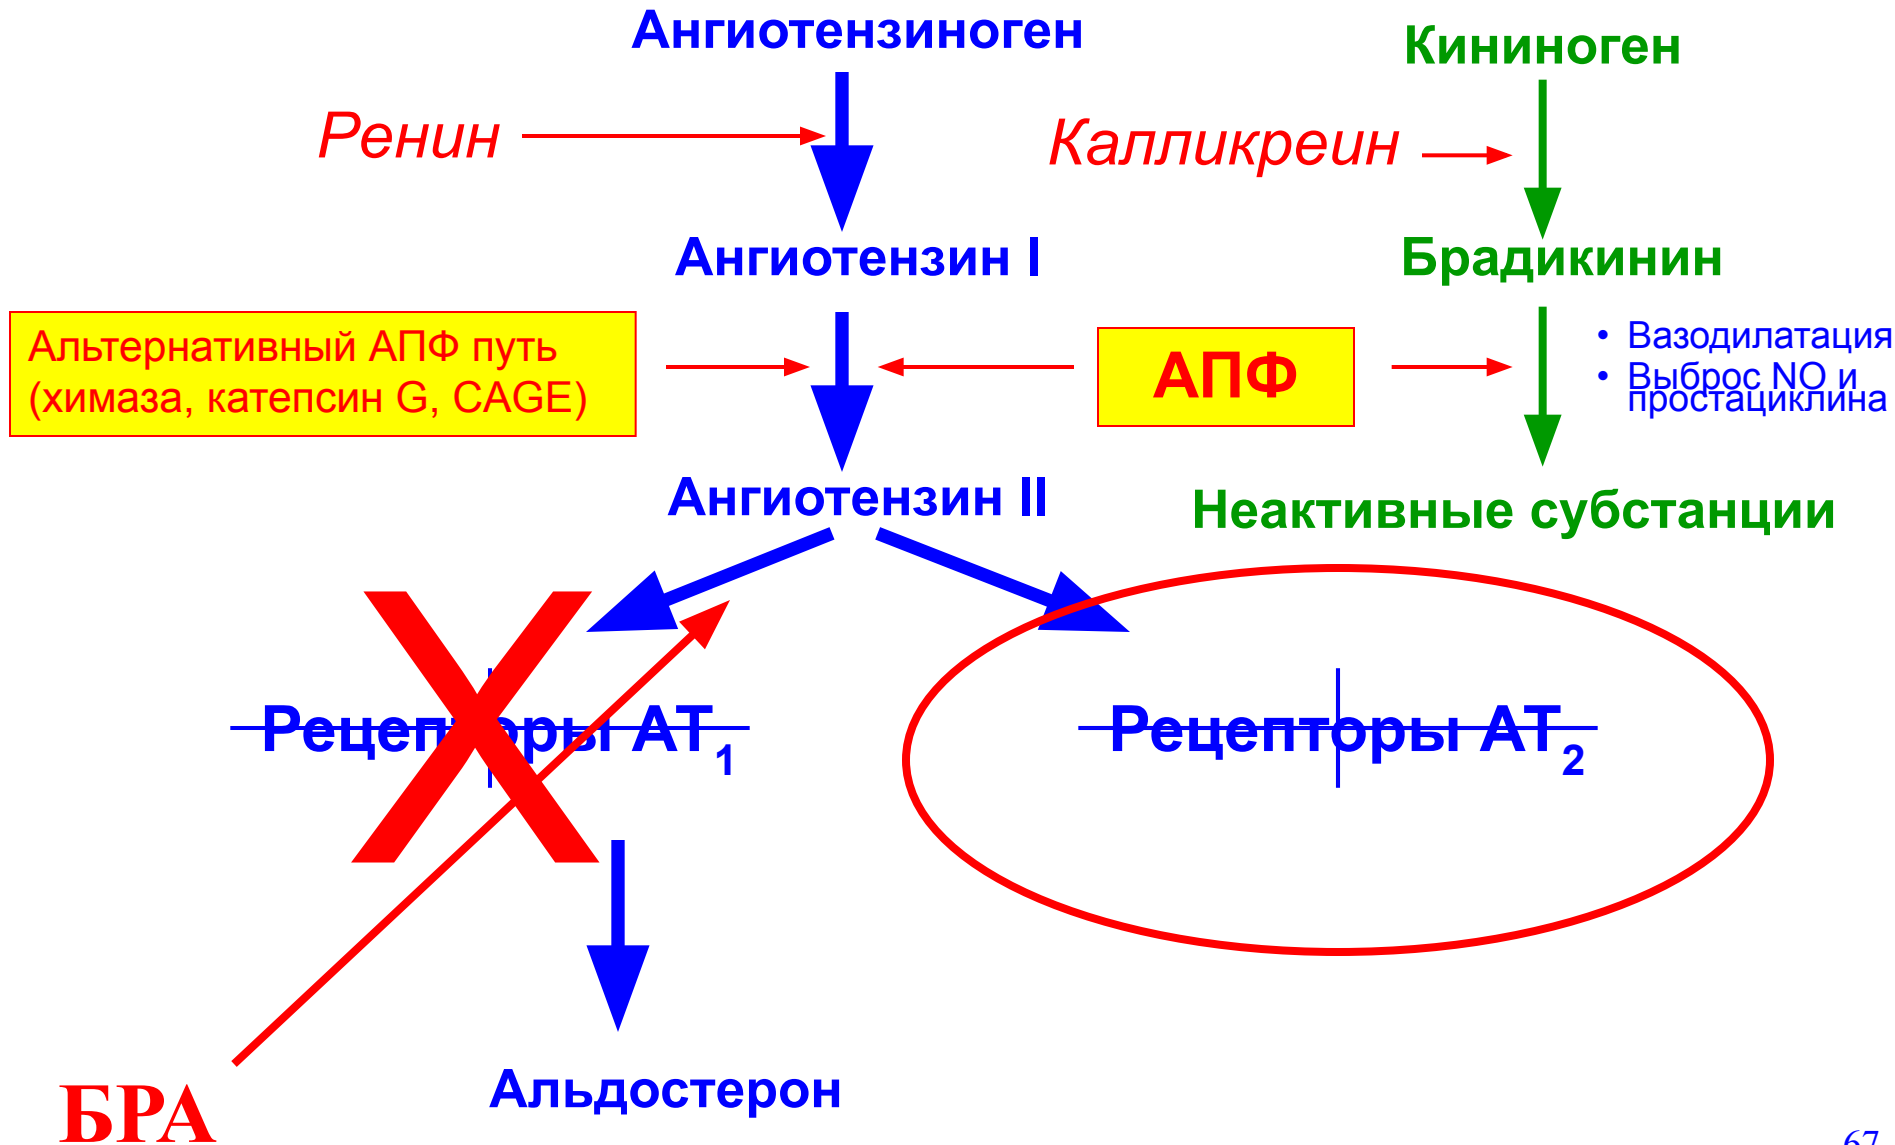 Ангиотензиноген
Кининоген
Ренин
Калликреин
Ангиотензин I
Брадикинин
Альтернативный АПФ путь
(химаза, катепсин G, CAGE)
АПФ
• Вазодилатация
• Выброс NO и
простациклина
Ангиотензин II
Неактивные субстанции
X
Рецепторы АТ1
Рецепторы АТ2
Альдостерон
БРА
67